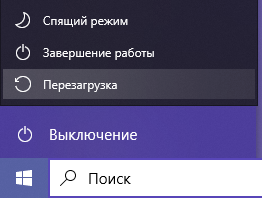 Спящий режим
Завершение работы
Перезагрузка
Выключение
Поиск